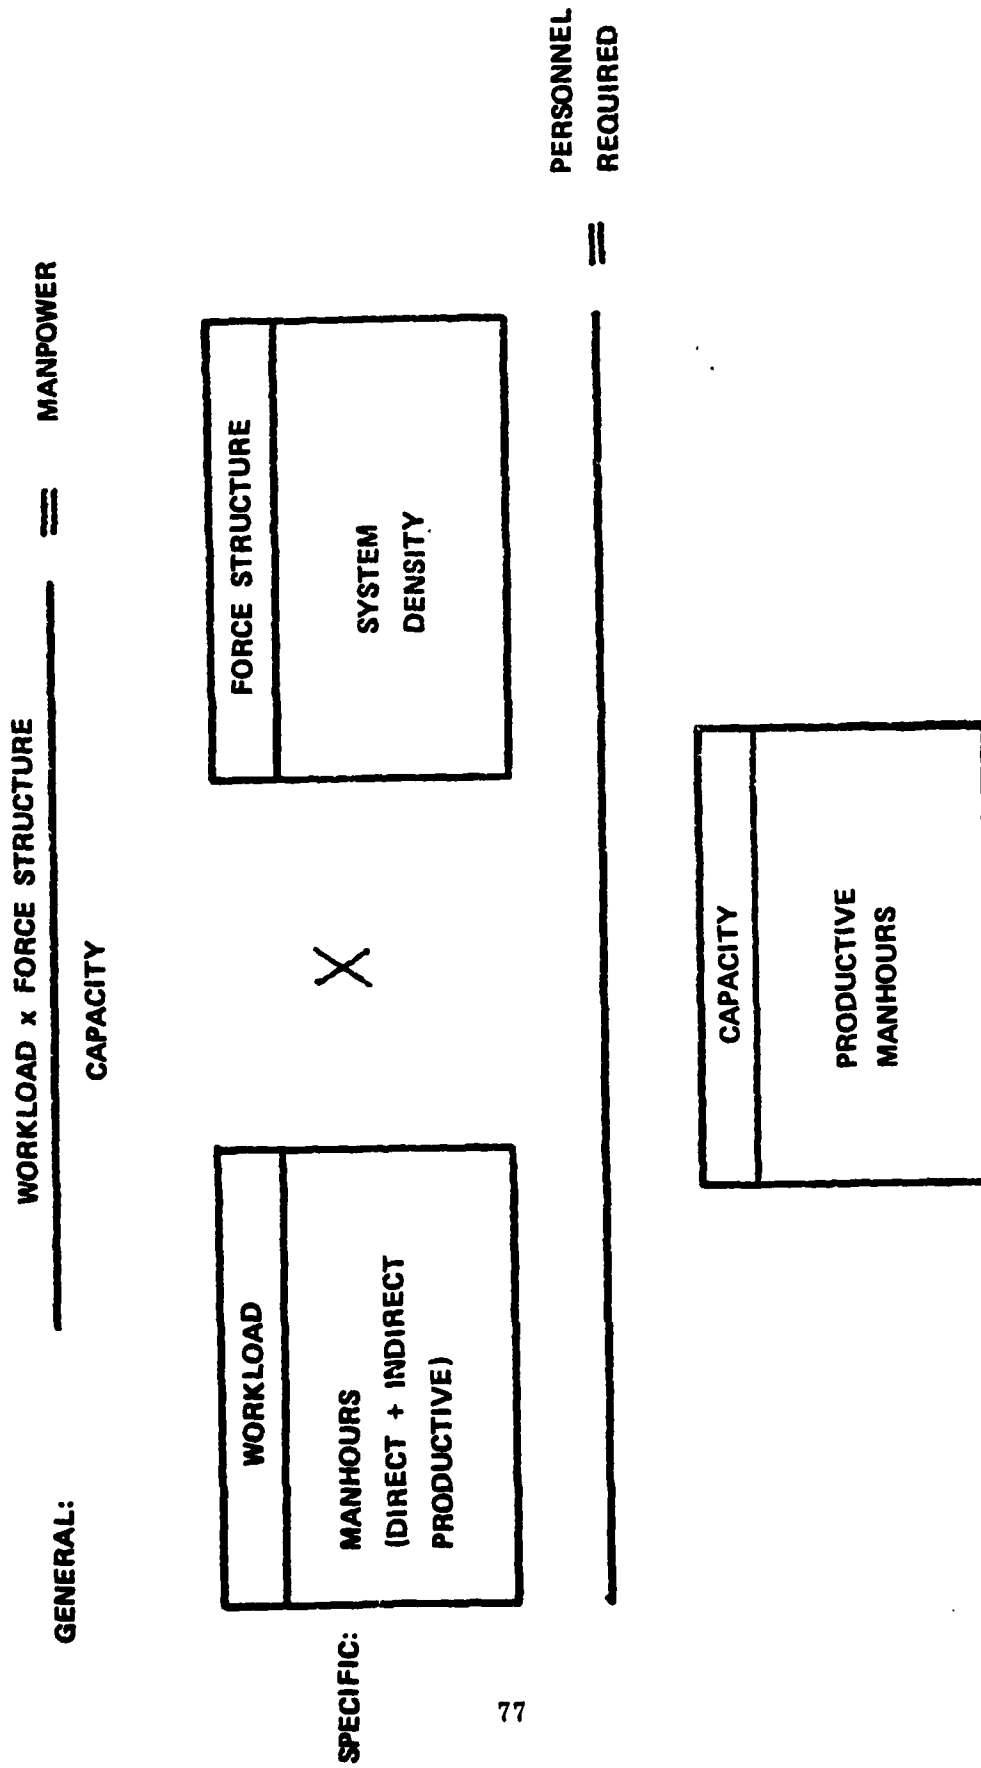 GENERAL:
WORKLOAD x FORCE STRUCTURE
CAPACITY
=
MANPOWER
SPECIFIC:
WORKLOAD
MANHOURS
(DIRECT + INDIRECT
PRODUCTIVE)
X
FORCE STRUCTURE
SYSTEM
DENSITY
=
PERSONNEL
REQUIRED
CAPACITY
PRODUCTIVE
MANHOURS
77